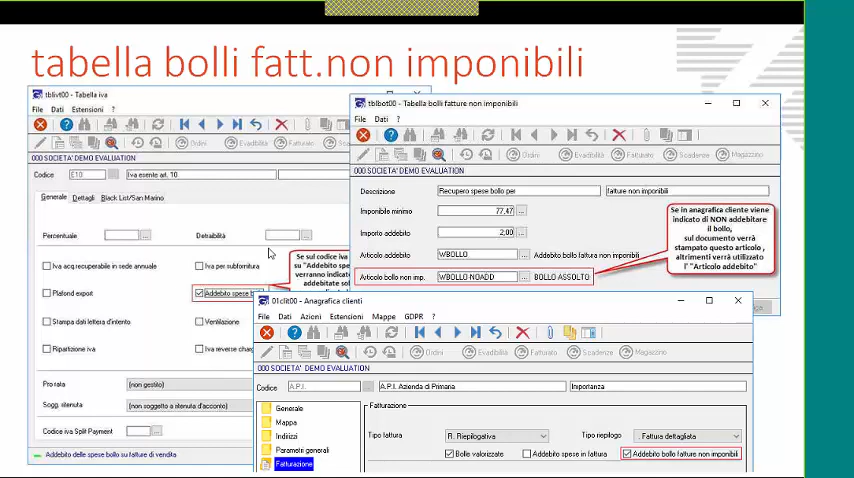 tabella bolli fatt.non imponibili
tblivt00 - Tabella iva
File Dati Estensioni ?
Ordini Evadibilità Fatturato
000 SOCIETA' DEMO EVALUATION
Codice E10 Iva esente art. 10
Generale Dettagli Black List/San Marino
Percentuale Detraibilità
Iva acq.recuperabile in sede annuale Iva per subfornitura
Plafond export Addebito spese
Stampa dati lettera d'intento Ventilazione
Ripartizione iva Iva reverse
Pro rata (non gestito)
Sogg. ritenuta (non soggetto a ritenuta d'acconto)
Codice iva Split Payment
Addebito delle spese bollo su fatture di vendita
Se sul codice iva
su "Addebito
verranno
addebitate
tblbot00 - Tabella bolli fatture non imponibili
File Dati ?
Ordini Evadibilità Fatturato Scadenze Magazzino
000 SOCIETA' DEMO EVALUATION
Descrizione Recupero spese bollo per fatture non imponibili
Imponibile minimo 77,47
Importo addebito 2,00
Articolo addebito WBOLLO Addebito bollo fattura non imponibili
Articolo bollo non imp. WBOLLO-NOADD BOLLO ASSOLTO
Se in anagrafica cliente viene
indicato di NON addebitare
il bollo,
sul documento verrà
stampato questo articolo ,
altrimenti verrà utilizzato
l' "Articolo addebito"
01clit00 - Anagrafica clienti
File Dati Azioni Estensioni Mappe GDPR ?
Ordini Evadibilità Fatturato Scadenze Magazzino
000 SOCIETA' DEMO EVALUATION
Codice A.P.I. A.P.I. Azienda di Primaria Importanza
Generale
Mappa
Indirizzi
Parametri generali
Fatturazione
Fatturazione
Tipo fattura R. Riepilogativa Tipo riepilogo . Fattura dettagliata
Bolle valorizzate Addebito spese in fattura Addebito bollo fatture non imponibili